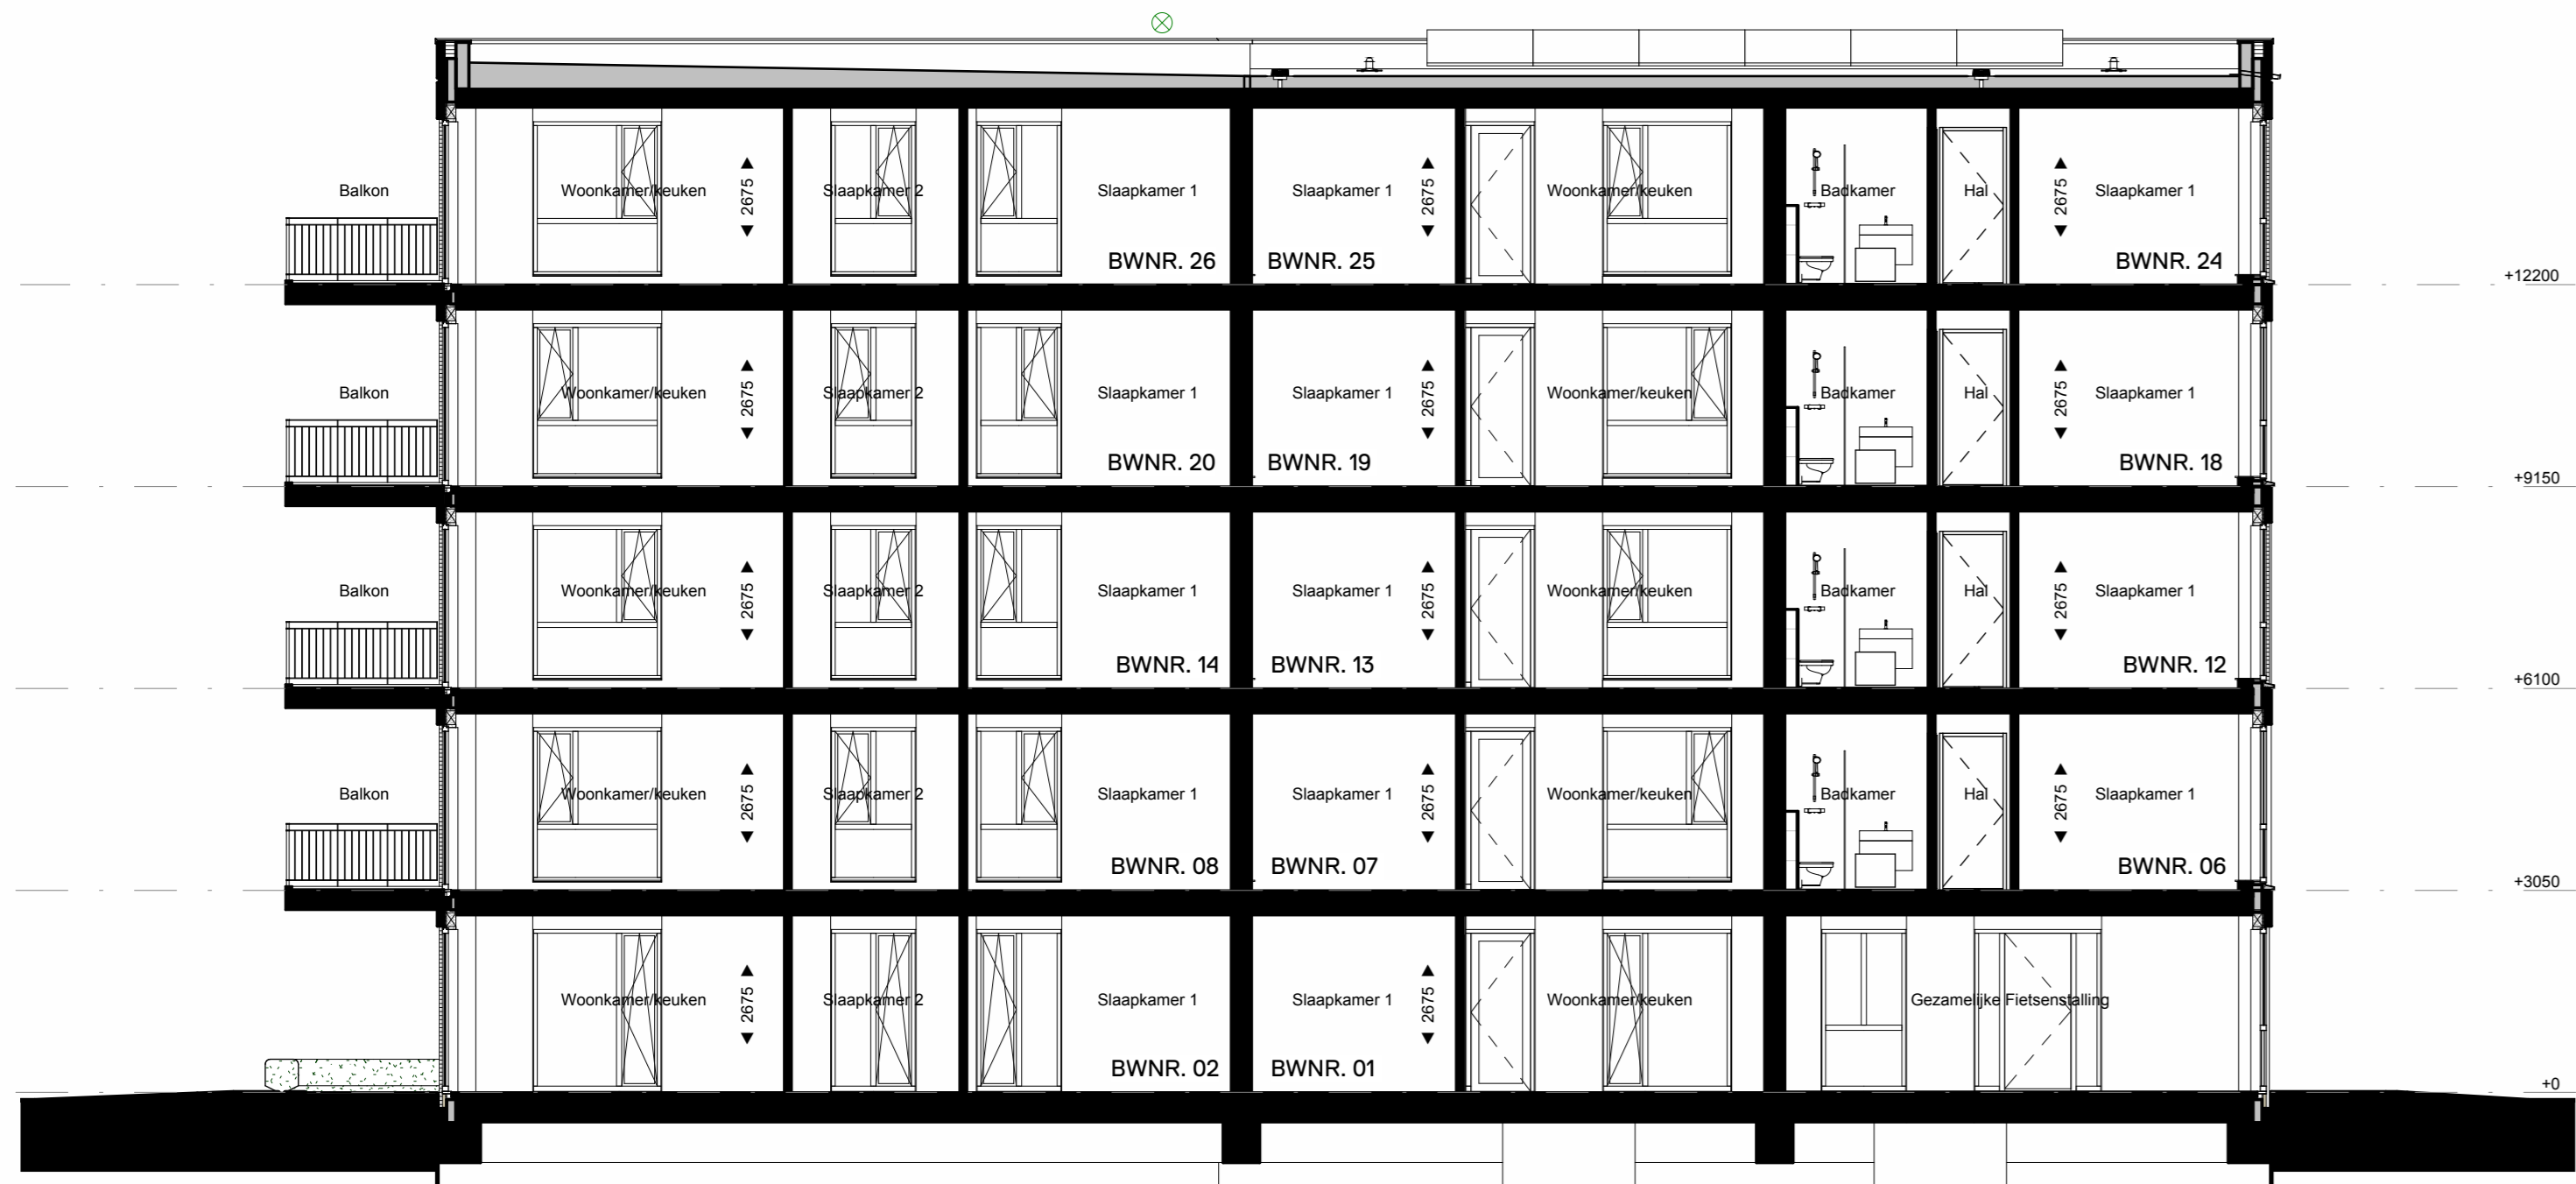 Balkon Woonkamer/keuken 2675 Slaapkamer 2 Slaapkamer 1 Slaapkamer 1 2675 Woonkamer/keuken Badkamer Hal 2675 Slaapkamer 1
BWNR. 26 BWNR. 25 BWNR. 24
+12200
Balkon Woonkamer/keuken 2675 Slaapkamer 2 Slaapkamer 1 Slaapkamer 1 2675 Woonkamer/keuken Badkamer Hal 2675 Slaapkamer 1
BWNR. 20 BWNR. 19 BWNR. 18
+9150
Balkon Woonkamer/keuken 2675 Slaapkamer 2 Slaapkamer 1 Slaapkamer 1 2675 Woonkamer/keuken Badkamer Hal 2675 Slaapkamer 1
BWNR. 14 BWNR. 13 BWNR. 12
+6100
Balkon Woonkamer/keuken 2675 Slaapkamer 2 Slaapkamer 1 Slaapkamer 1 2675 Woonkamer/keuken Badkamer Hal 2675 Slaapkamer 1
BWNR. 08 BWNR. 07 BWNR. 06
+3050
Woonkamer/keuken 2675 Slaapkamer 2 Slaapkamer 1 Slaapkamer 1 2675 Woonkamer/keuken Gezamelijke Fietsenstalling
BWNR. 02 BWNR. 01
+0